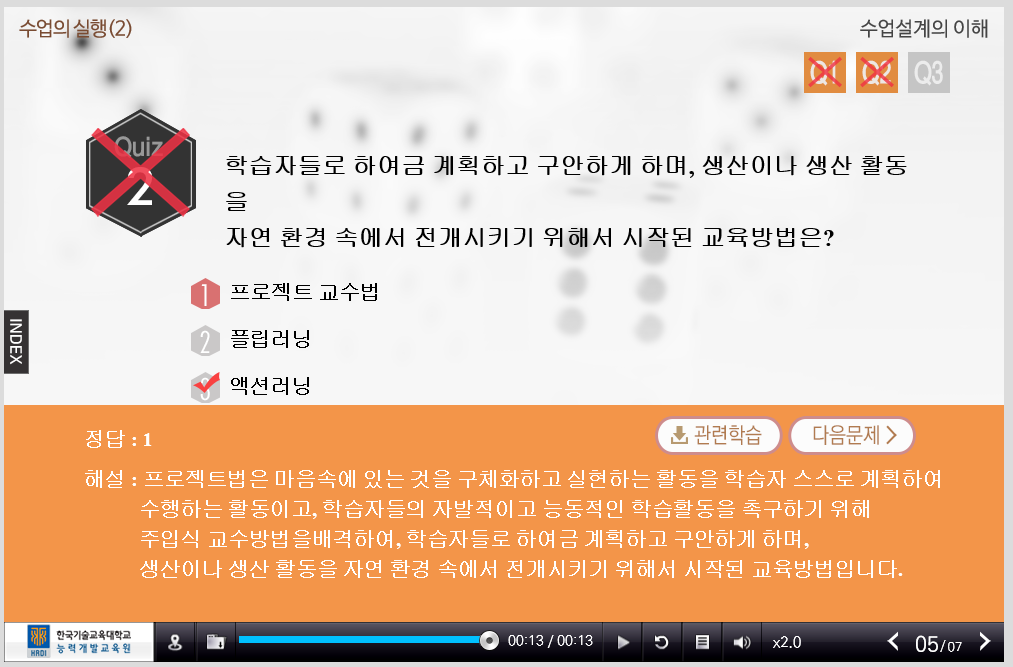 수업의 실행(2)
수업설계의 이해
Q1 Q2 Q3
Quiz
2
학습자들로 하여금 계획하고 구안하게 하며, 생산이나 생산 활동
을
자연 환경 속에서 전개시키기 위해서 시작된 교육방법은?
1 프로젝트 교수법
2 플립러닝
3 액션러닝
INDEX
정답 : 1
관련학습
다음문제
해설 : 프로젝트법은 마음속에 있는 것을 구체화하고 실현하는 활동을 학습자 스스로 계획하여
수행하는 활동이고, 학습자들의 자발적이고 능동적인 학습활동을 촉구하기 위해
주입식 교수방법을배격하여, 학습자들로 하여금 계획하고 구안하게 하며,
생산이나 생산 활동을 자연 환경 속에서 전개시키기 위해서 시작된 교육방법입니다.
HRDI
한국기술교육대학교
능력개발교육원
00:13 / 00:13
x2.0
05/07